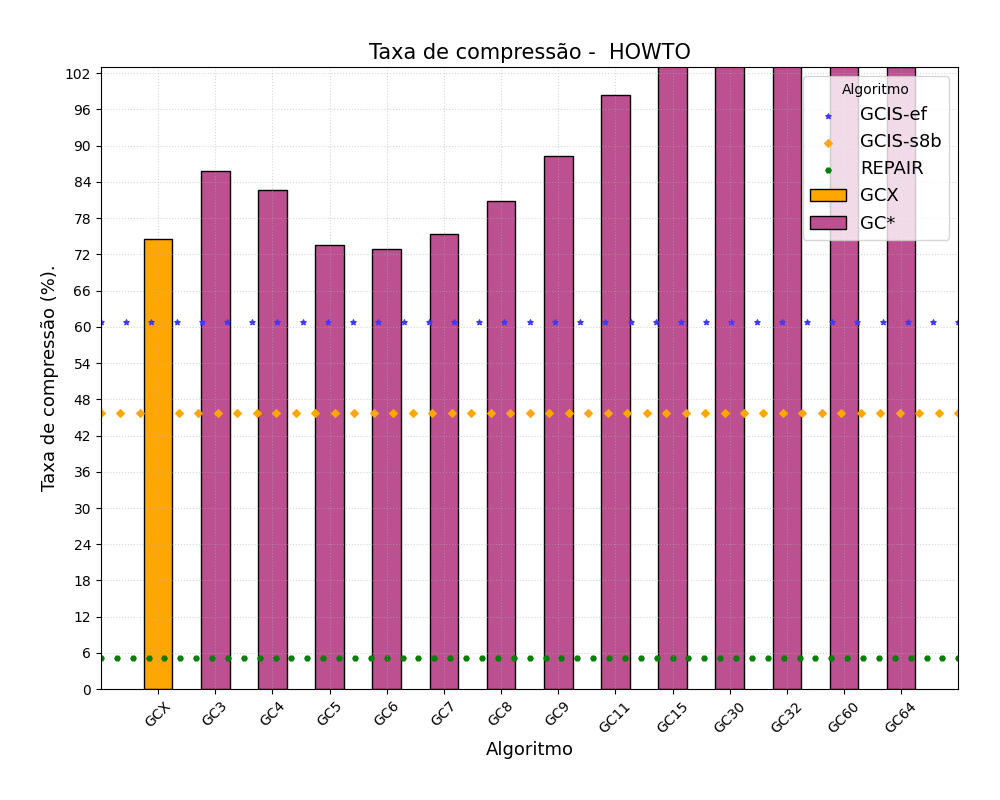 Taxa de compressão -  HOWTO
Taxa de compressão (%).
102
96
90
84
78
72
66
60
54
48
42
36
30
24
18
12
6
0
Algoritmo
GCIS-ef
GCIS-s8b
REPAIR
GCX
GC*
GCX
GC3
GC4
GC5
GC6
GC7
GC8
GC9
GC11
GC15
GC30
GC32
GC60
GC64
Algoritmo